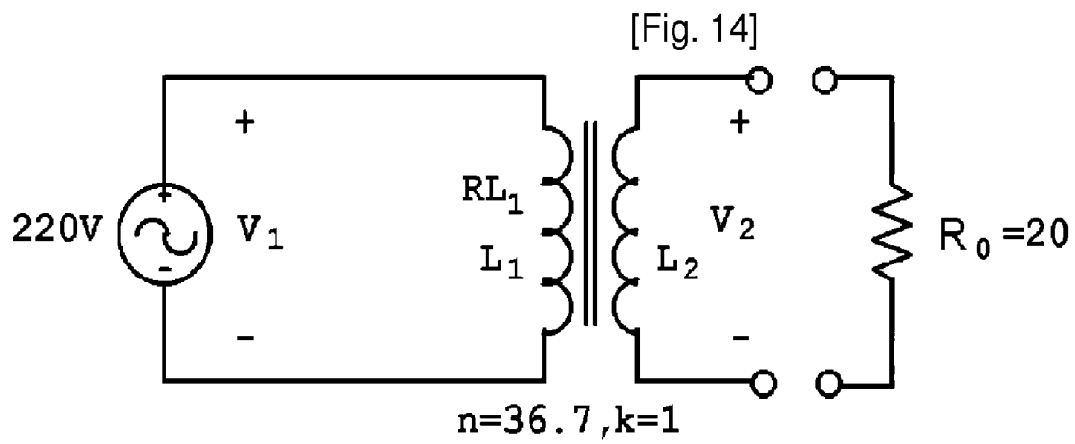 [Fig. 14]
+
+
RL₁
+
220V
V₁
V₂
R₀ =20
L₁
L₂
-
-
-
n=36.7,k=1